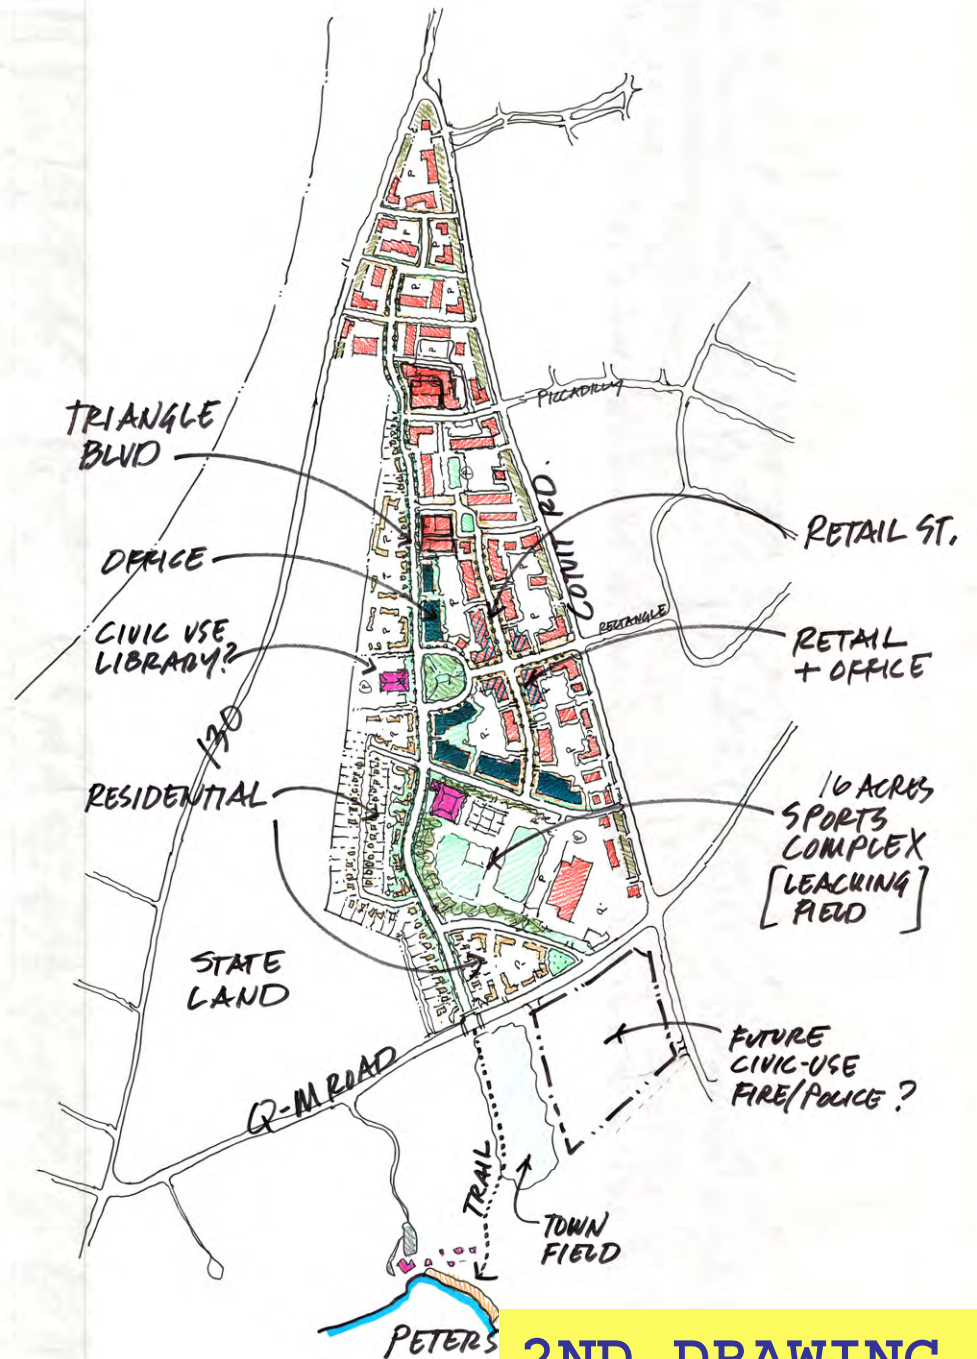 PICCADILLY
TRIANGLE
BLVD
COTUIT RD.
RETAIL ST.
OFFICE
RECTANGLE
CIVIC USE
LIBRARY?
RETAIL
+ OFFICE
130
RESIDENTIAL
16 ACRES
SPORTS
COMPLEX
[LEACHING]
FIELD
STATE
LAND
Q-M ROAD
FUTURE
CIVIC-USE
FIRE/POLICE ?
TRAIL
TOWN
FIELD
PETERS
2ND DRAWING